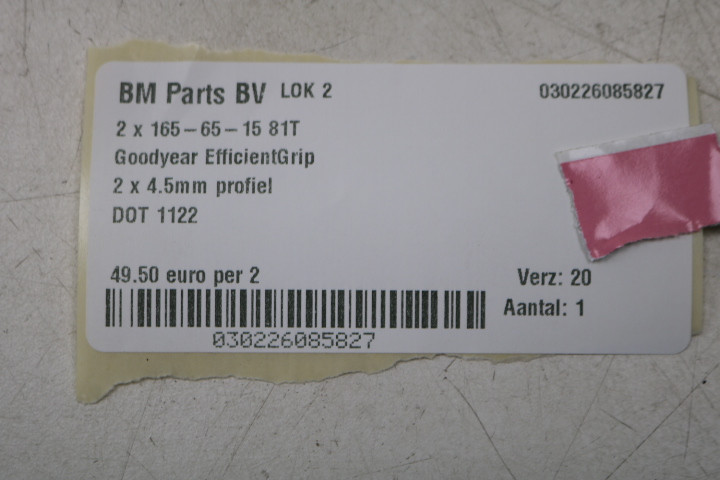 BM Parts BV LOK 2 030226085827
2 x 165-65-15 81T
Goodyear EfficientGrip
2 x 4.5mm profiel
DOT 1122
49.50 euro per 2 Verz: 20
Aantal: 1
030226085827